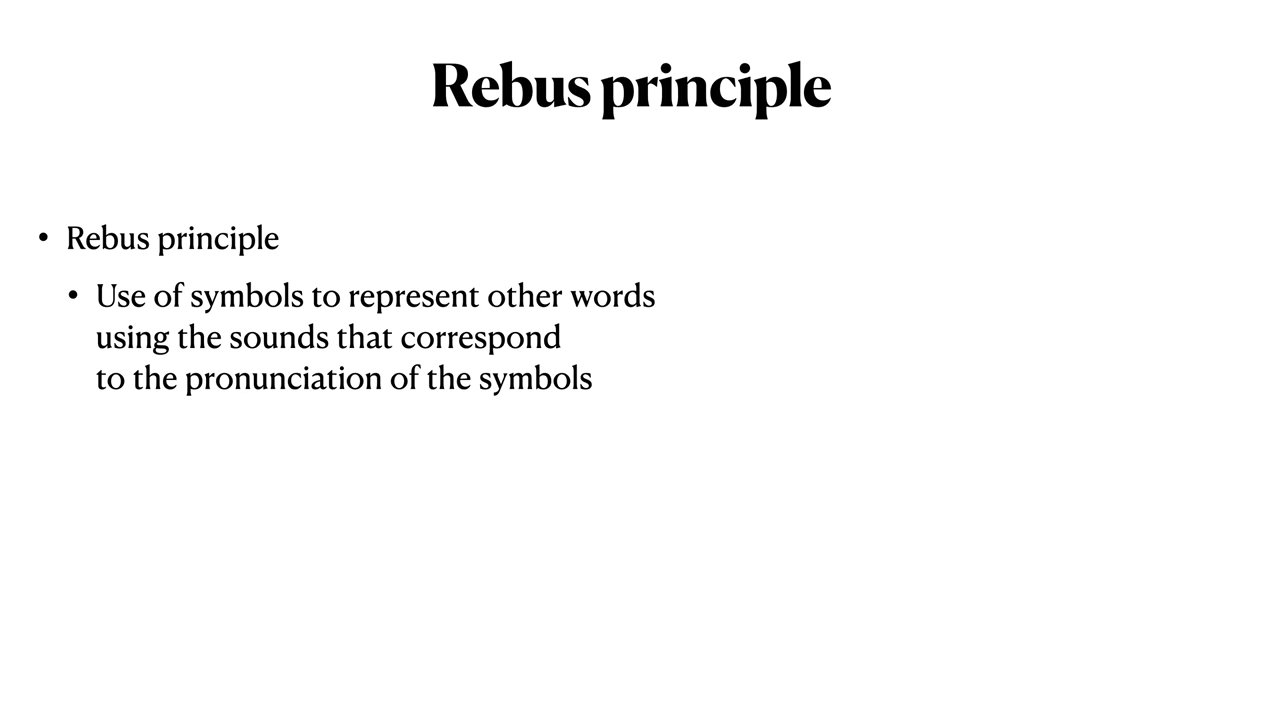 Rebus principle
• Rebus principle
• Use of symbols to represent other words
using the sounds that correspond
to the pronunciation of the symbols